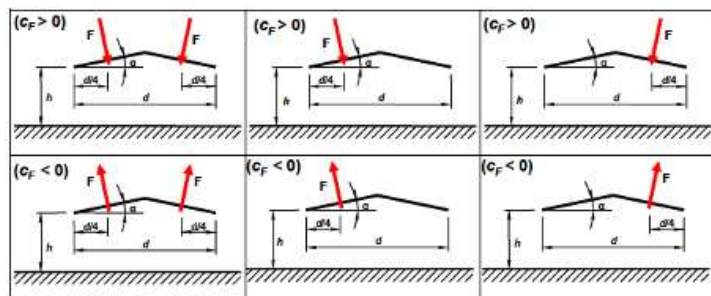 (cF > 0)
F
F
α
d/4
d/4
h
d
(cF > 0)
F
α
d/4
h
d
(cF > 0)
F
α
d/4
h
d
(cF < 0)
F
F
α
d/4
d/4
h
d
(cF < 0)
F
α
d/4
h
d
(cF < 0)
F
α
d/4
h
d